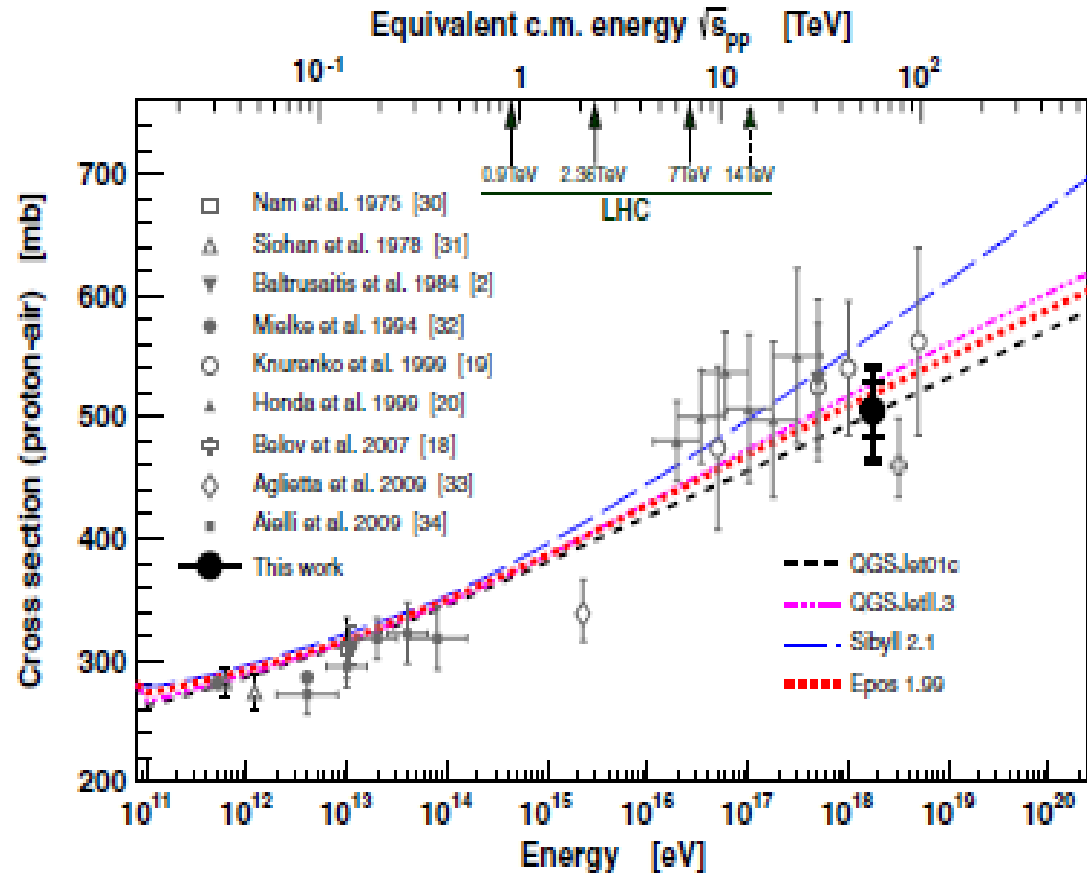 Equivalent c.m. energy √s_pp [TeV]
10^-1 1 10 10^2
0.9TeV 2.36TeV 7TeV 14TeV
LHC
Cross section (proton-air) [mb]
700
600
500
400
300
200
Nam et al. 1975 [30]
Siohan et al. 1978 [31]
Baltrusaitis et al. 1984 [2]
Mielke et al. 1994 [32]
Knurenko et al. 1999 [19]
Honda et al. 1999 [20]
Belov et al. 2007 [18]
Aglietta et al. 2009 [33]
Aielli et al. 2009 [34]
This work
QGSJet01c
QGSJetII.3
Sibyll 2.1
Epos 1.99
10^11 10^12 10^13 10^14 10^15 10^16 10^17 10^18 10^19 10^20
Energy [eV]